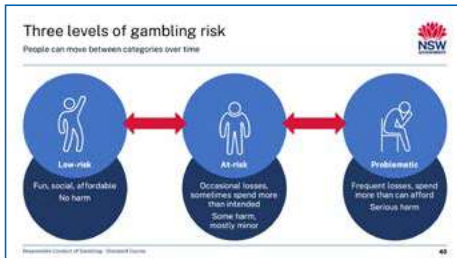 Three levels of gambling risk
People can move between categories over time
NSW
GOVERNMENT
Low-risk
Fun, social, affordable
No harm
At-risk
Occasional losses,
sometimes spend more
than intended
Some harm,
mostly minor
Problematic
Frequent losses, spend
more than can afford
Serious harm
Responsible Conduct of Gambling - Standard Course
40